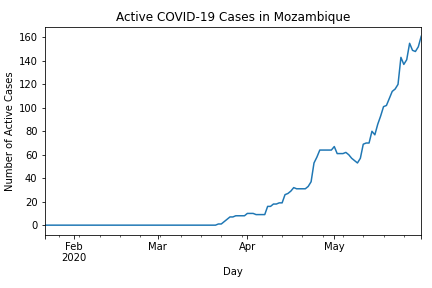 Active COVID-19 Cases in Mozambique
Number of Active Cases
160
140
120
100
80
60
40
20
0
Feb
2020
Mar
Apr
May
Day